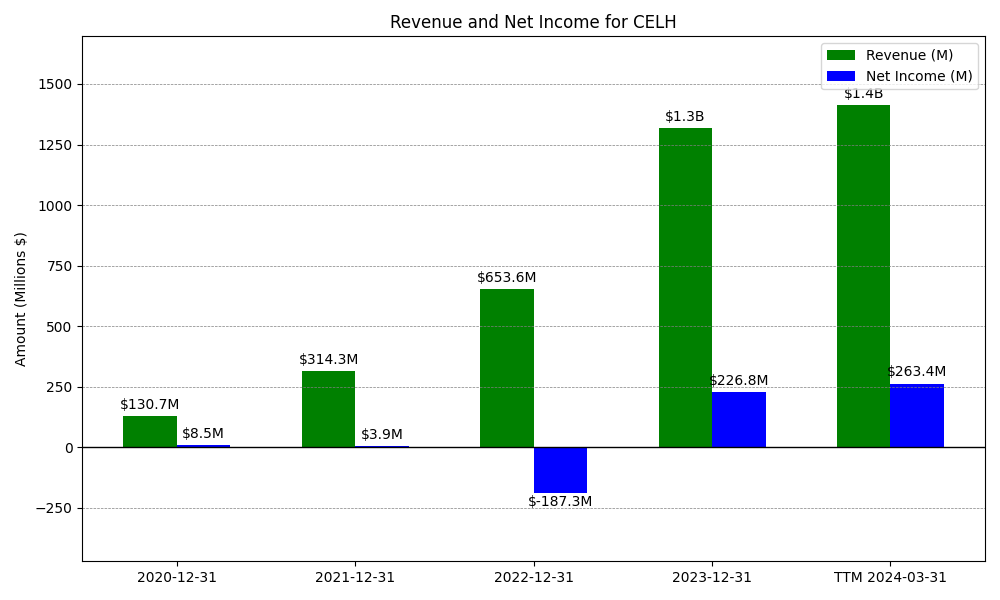 Revenue and Net Income for CELH
Revenue (M)
Net Income (M)
Amount (Millions $)
1500
1250
1000
750
500
250
0
−250
$130.7M
$8.5M
$314.3M
$3.9M
$653.6M
$-187.3M
$1.3B
$226.8M
$1.4B
$263.4M
2020-12-31
2021-12-31
2022-12-31
2023-12-31
TTM 2024-03-31